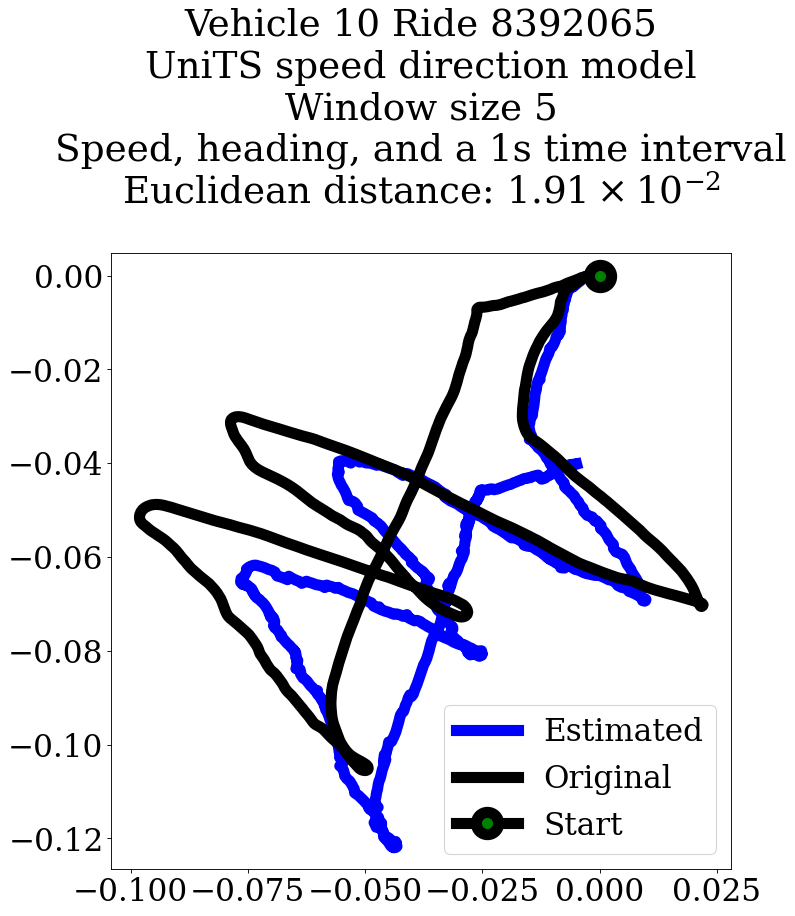 Vehicle 10 Ride 8392065
UniTS speed direction model
Window size 5
Speed, heading, and a 1s time interval
Euclidean distance: 1.91 × 10⁻²
0.00
−0.02
−0.04
−0.06
−0.08
−0.10
−0.12
Estimated
Original
Start
−0.100 −0.075 −0.050 −0.025 0.000 0.025